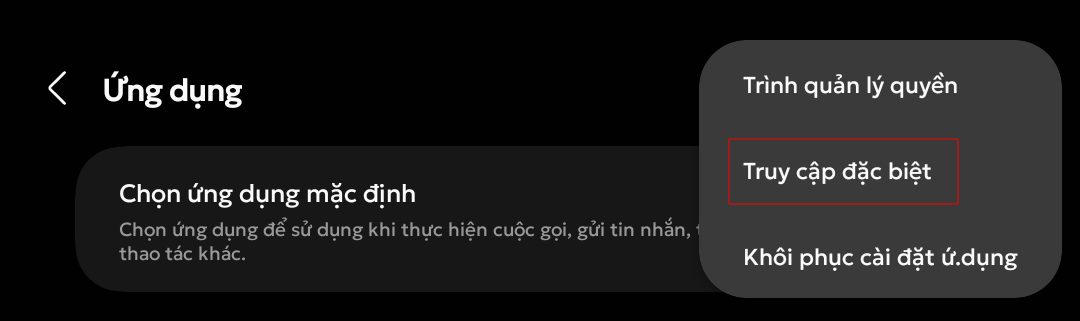 Ứng dụng
Chọn ứng dụng mặc định
Chọn ứng dụng để sử dụng khi thực hiện cuộc gọi, gửi tin nhắn,
thao tác khác.
Trình quản lý quyền
Truy cập đặc biệt
Khôi phục cài đặt ứ.dụng